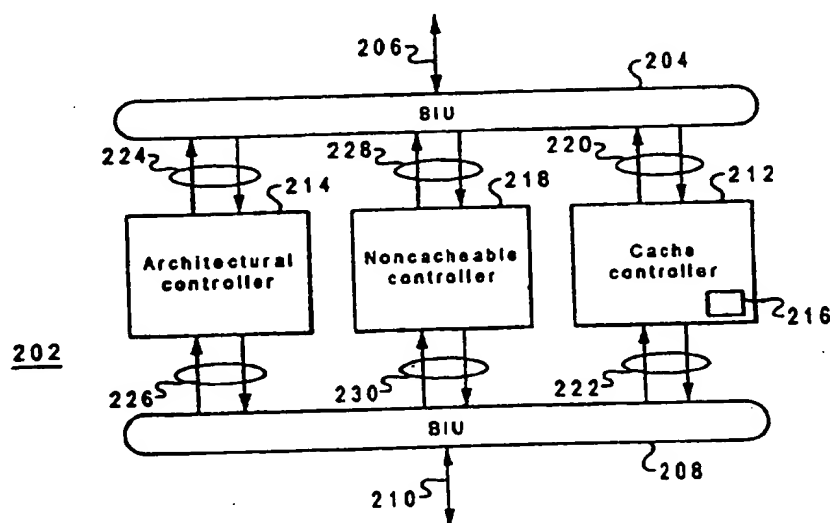 206
204
BIU
224
228
220
214
218
212
Architectural
controller
Noncacheable
controller
Cache
controller
216
202
226
230
222
BIU
208
210